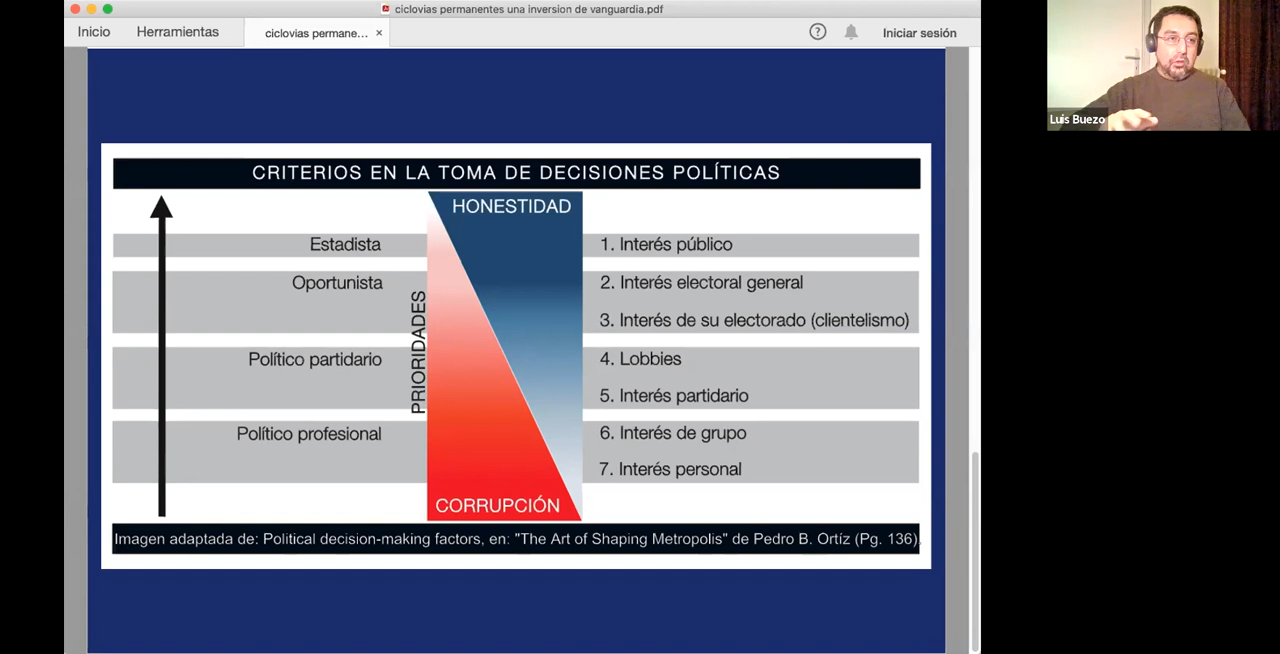 ciclovias permanentes una inversion de vanguardia.pdf
Inicio
Herramientas
ciclovias permane...
×
?
Iniciar sesión
Luis Buezo
CRITERIOS EN LA TOMA DE DECISIONES POLÍTICAS
HONESTIDAD
Estadista
1. Interés público
Oportunista
2. Interés electoral general
3. Interés de su electorado (clientelismo)
PRIORIDADES
Político partidario
4. Lobbies
5. Interés partidario
Político profesional
6. Interés de grupo
7. Interés personal
CORRUPCIÓN
Imagen adaptada de: Political decision-making factors, en: "The Art of Shaping Metropolis" de Pedro B. Ortíz (Pg. 136).